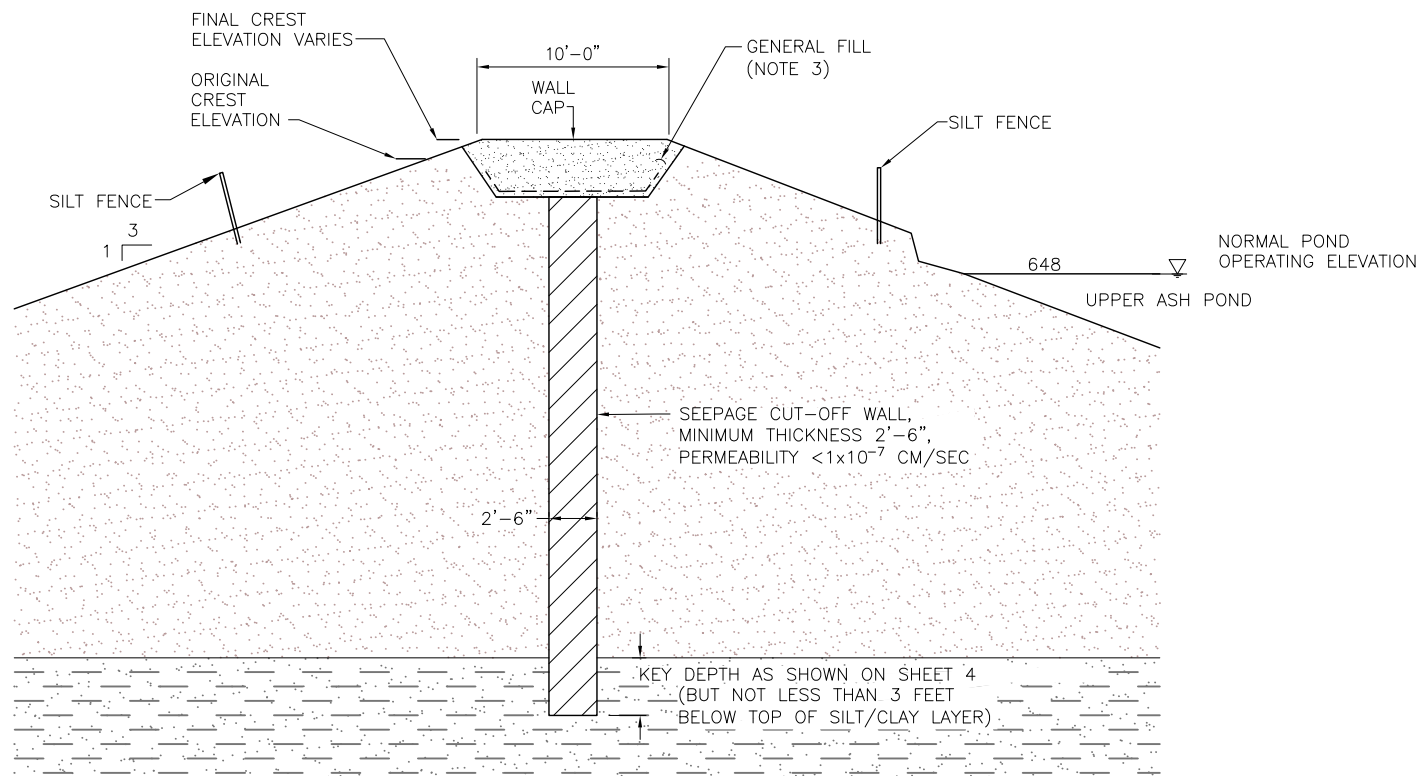 FINAL CREST
ELEVATION VARIES
10'-0"
GENERAL FILL
(NOTE 3)
ORIGINAL
CREST
ELEVATION
WALL
CAP
SILT FENCE
SILT FENCE
3
1
648
NORMAL POND
OPERATING ELEVATION
UPPER ASH POND
SEEPAGE CUT-OFF WALL,
MINIMUM THICKNESS 2'-6",
PERMEABILITY <1x10⁻⁷ CM/SEC
2'-6"
KEY DEPTH AS SHOWN ON SHEET 4
(BUT NOT LESS THAN 3 FEET
BELOW TOP OF SILT/CLAY LAYER)